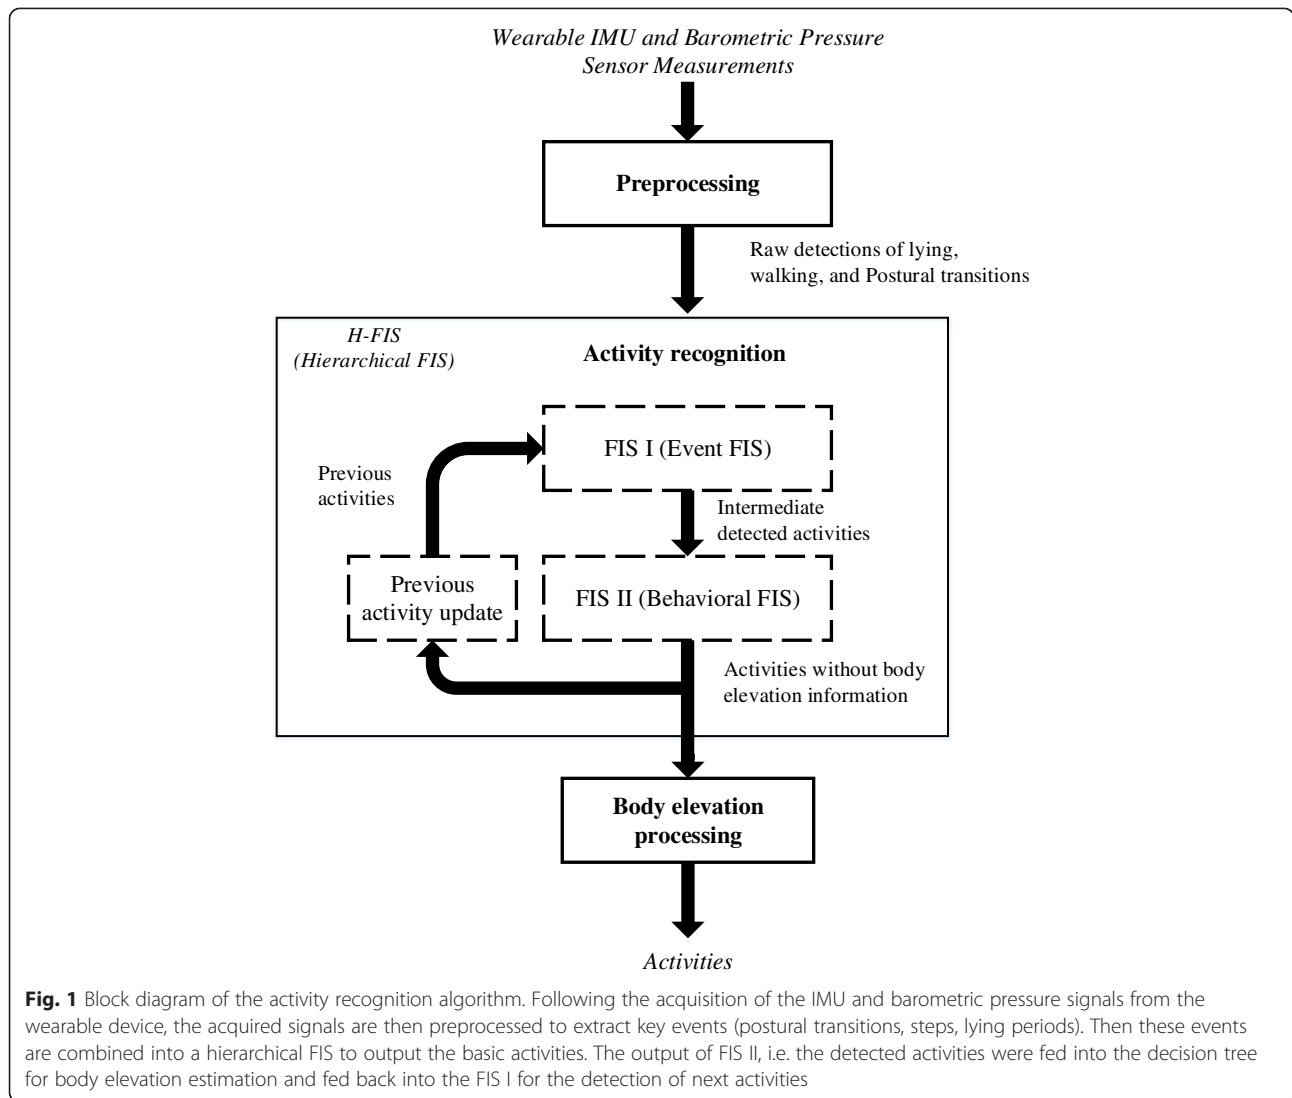 Wearable IMU and Barometric Pressure
Sensor Measurements
Preprocessing
Raw detections of lying,
walking, and Postural transitions
H-FIS
(Hierarchical FIS)
Activity recognition
FIS I (Event FIS)
Previous
activities
Intermediate
detected activities
Previous
activity update
FIS II (Behavioral FIS)
Activities without body
elevation information
Body elevation
processing
Activities
Fig. 1 Block diagram of the activity recognition algorithm. Following the acquisition of the IMU and barometric pressure signals from the
wearable device, the acquired signals are then preprocessed to extract key events (postural transitions, steps, lying periods). Then these events
are combined into a hierarchical FIS to output the basic activities. The output of FIS II, i.e. the detected activities were fed into the decision tree
for body elevation estimation and fed back into the FIS I for the detection of next activities